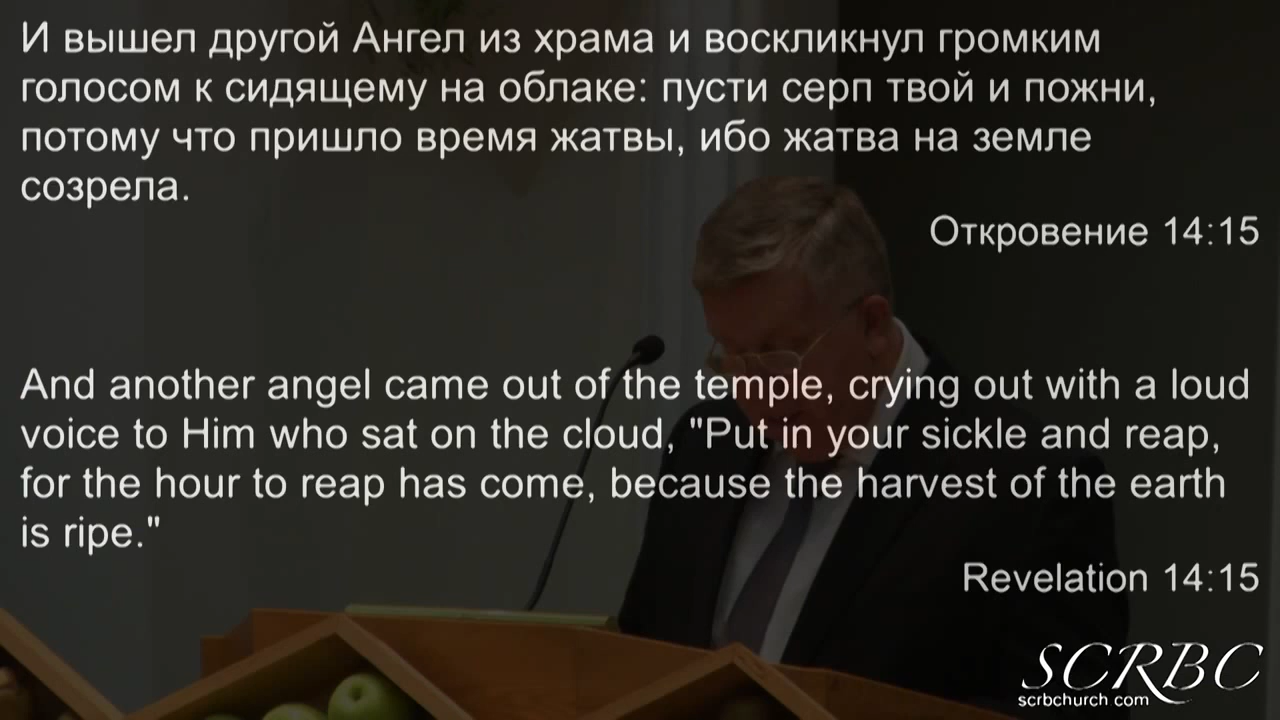 И вышел другой Ангел из храма и воскликнул громким
голосом к сидящему на облаке: пусти серп твой и пожни,
потому что пришло время жатвы, ибо жатва на земле
созрела.
Откровение 14:15
And another angel came out of the temple, crying out with a loud
voice to Him who sat on the cloud, "Put in your sickle and reap,
for the hour to reap has come, because the harvest of the earth
is ripe."
Revelation 14:15
SCRBC
scrbchurch.com